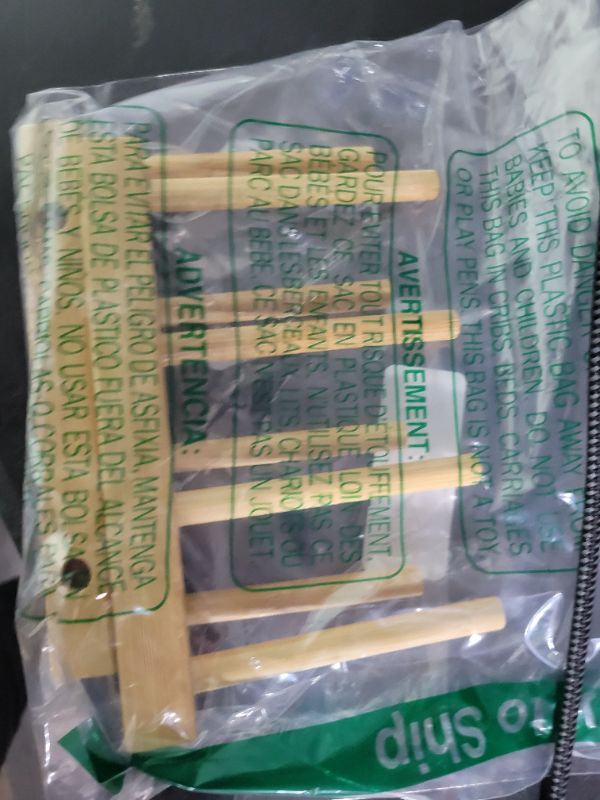 TO AVOID DANGER
KEEP THIS PLASTIC BAG AWAY
BABIES AND CHILDREN. DO NOT USE
THIS BAG IN CRIBS, BEDS, CARRIAGES
OR PLAY PENS. THIS BAG IS NOT A TOY.
AVERTISSEMENT:
POUR EVITER TOUT RISQUE D'ETOUFFEMENT,
GARDEZ CE SAC EN PLASTIQUE LOIN DES
BEBES ET LES ENFANTS. N'UTILISEZ PAS CE
SAC DANS LES BERCEAUX, LITS, CHARIOTS OU
PARC AU BEBE. CE SAC N'EST PAS UN JOUET.
ADVERTENCIA:
PARA EVITAR EL PELIGRO DE ASFIXIA, MANTENGA
ESTA BOLSA DE PLASTICO FUERA DEL ALCANCE
BEBES Y NINOS. NO USAR ESTA BOLSA
O CORRALES PARA
To Ship